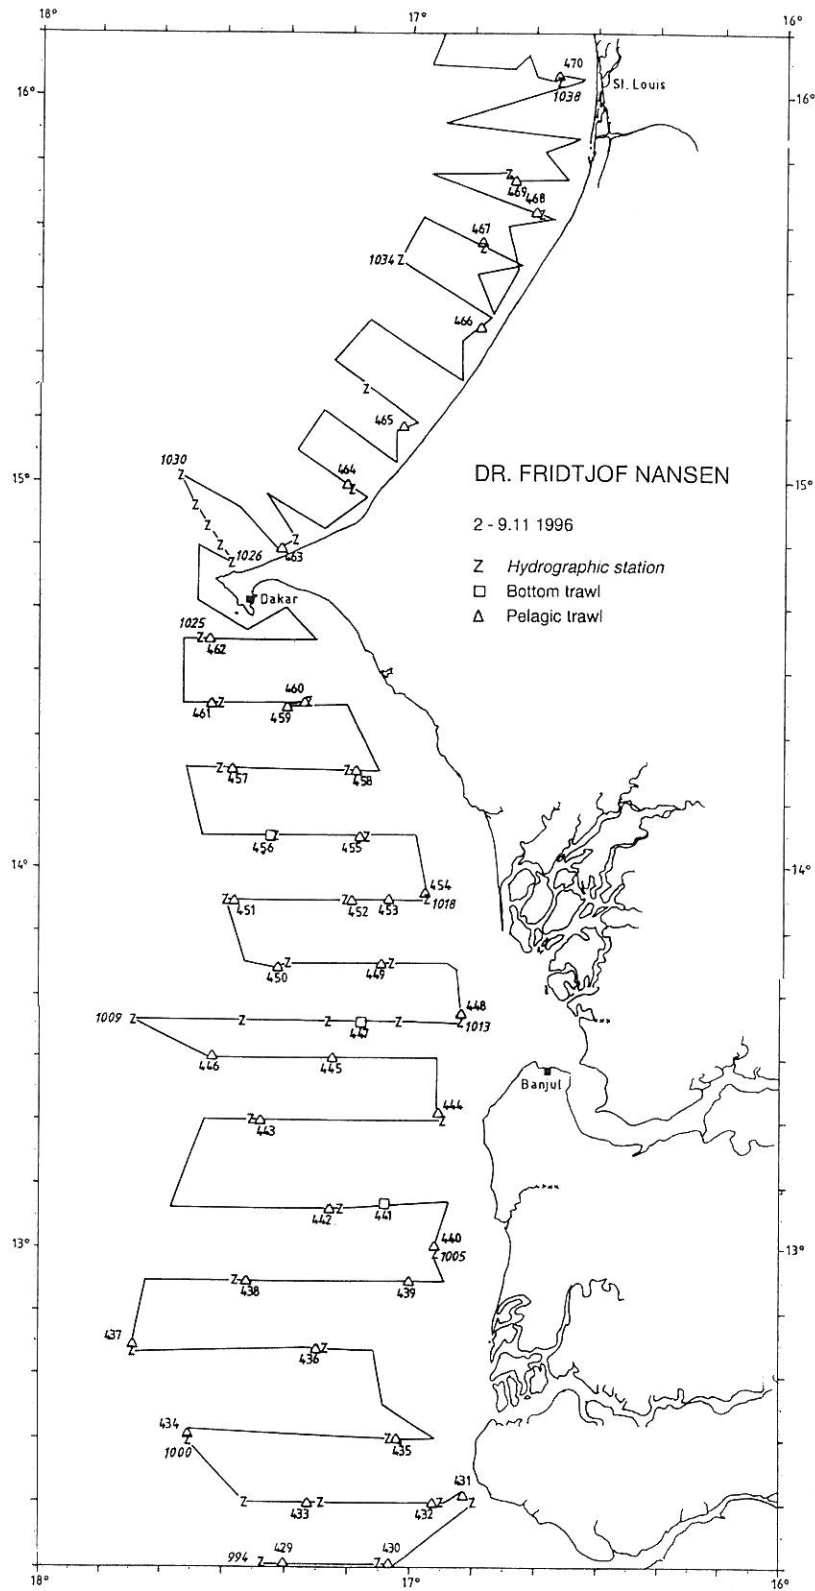 18° 17° 16°
470
St. Louis
16° 16°
1038
469 468
467
1034
466
465
1030
464
15° 15°
DR. FRIDTJOF NANSEN
2 - 9.11 1996
463
1026
Z Hydrographic station
Bottom trawl
Dakar
Pelagic trawl
1025
462
460
461 459
457 458
456 455
14° 14°
454
451 452 453 1018
450 449
448
1009 447 1013
446 445
Banjul
444
443
442 441
440
13° 13°
1005
438 439
437
436
434
1000 435
431
433 432
994 429 430
18° 17° 16°